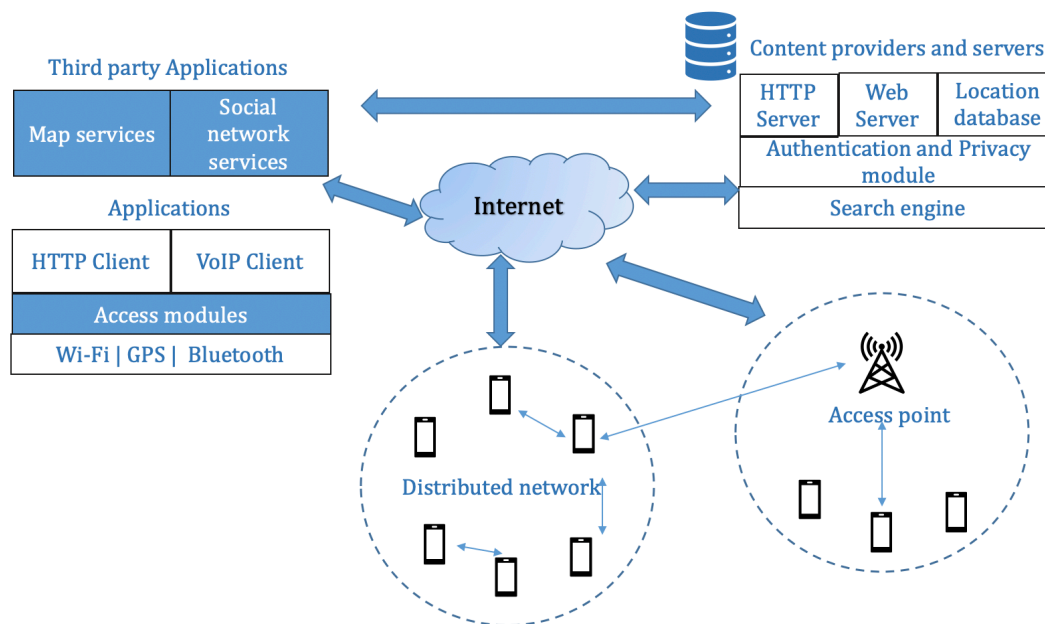 Third party Applications
Map services
Social
network
services
Applications
HTTP Client
VoIP Client
Access modules
Wi-Fi | GPS | Bluetooth
Internet
Content providers and servers
HTTP
Server
Web
Server
Location
database
Authentication and Privacy
module
Search engine
Distributed network
Access point